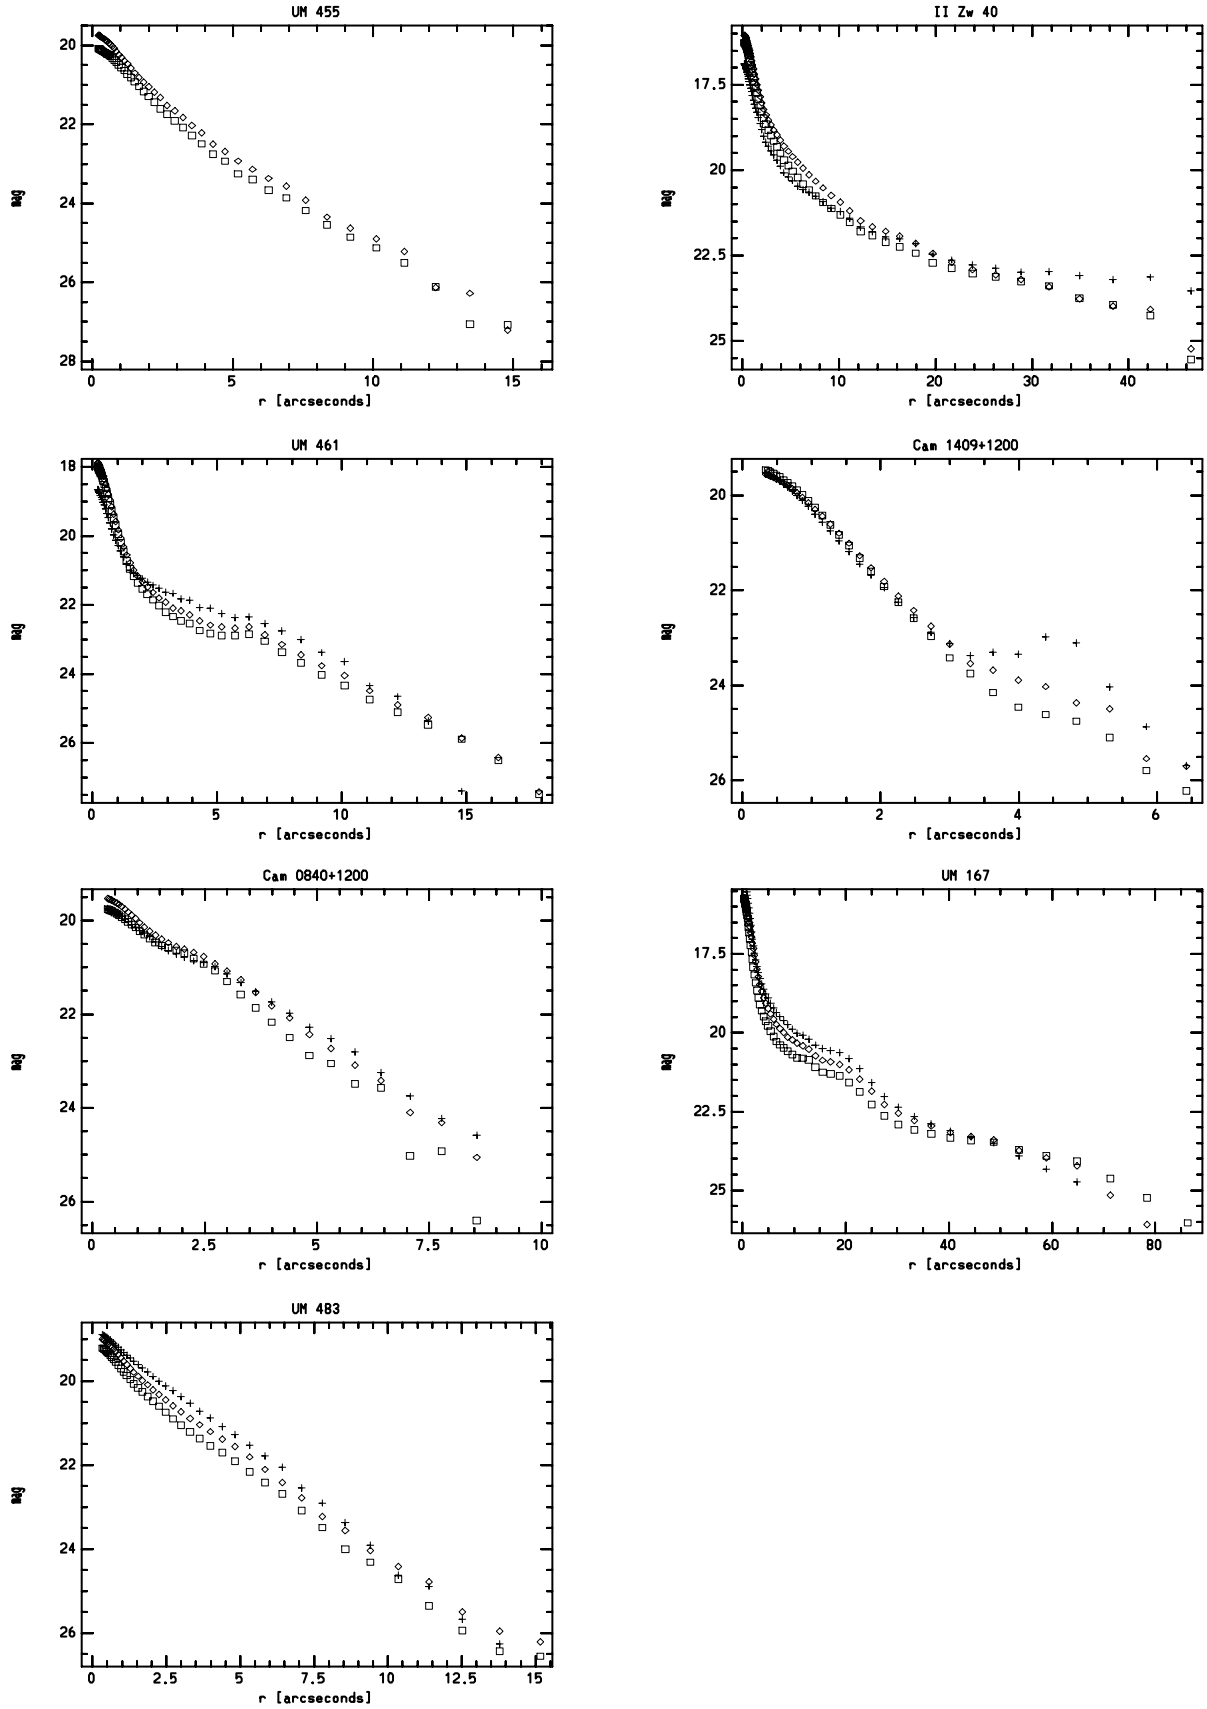 UM 455
20
22
24
26
28
mag
0 5 10 15
r [arcseconds]
II Zw 40
17.5
20
22.5
25
mag
0 10 20 30 40
r [arcseconds]
UM 461
18
20
22
24
26
mag
0 5 10 15
r [arcseconds]
Cam 1409+1200
20
22
24
26
mag
0 2 4 6
r [arcseconds]
Cam 0840+1200
20
22
24
26
mag
0 2.5 5 7.5 10
r [arcseconds]
UM 167
17.5
20
22.5
25
mag
0 20 40 60 80
r [arcseconds]
UM 483
20
22
24
26
mag
0 2.5 5 7.5 10 12.5 15
r [arcseconds]